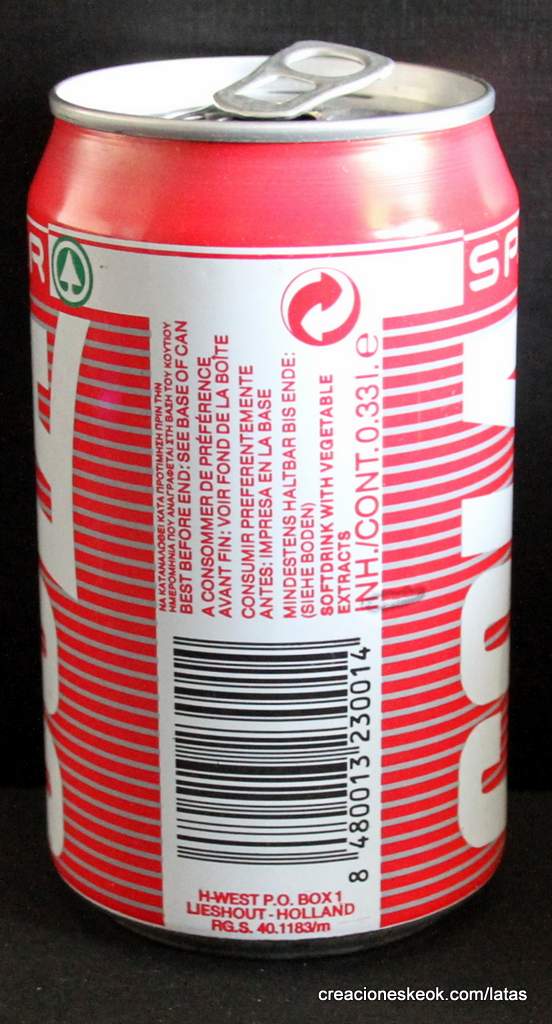 R
SP
ΝΑ ΚΑΤΑΝΑΛΩΘΕΙ ΚΑΤΑ ΠΡΟΤΙΜΗΣΗ ΠΡΙΝ ΤΗΝ
ΗΜΕΡΟΜΗΝΙΑ ΠΟΥ ΑΝΑΓΡΑΦΕΤΑΙ ΣΤΗ ΒΑΣΗ ΤΟΥ ΚΟΥΤΙΟΥ
BEST BEFORE END: SEE BASE OF CAN
A CONSOMMER DE PRÉFÉRENCE
AVANT FIN: VOIR FOND DE LA BOÎTE
CONSUMIR PREFERENTEMENTE
ANTES: IMPRESA EN LA BASE
MINDESTENS HALTBAR BIS ENDE:
(SIEHE BODEN)
SOFTDRINK WITH VEGETABLE
EXTRACTS
INH./CONT. 0.33 l. e
8 480013 230014
H-WEST P.O. BOX 1
LIESHOUT - HOLLAND
RG.S. 40.1183/m
creacioneskeok.com/latas